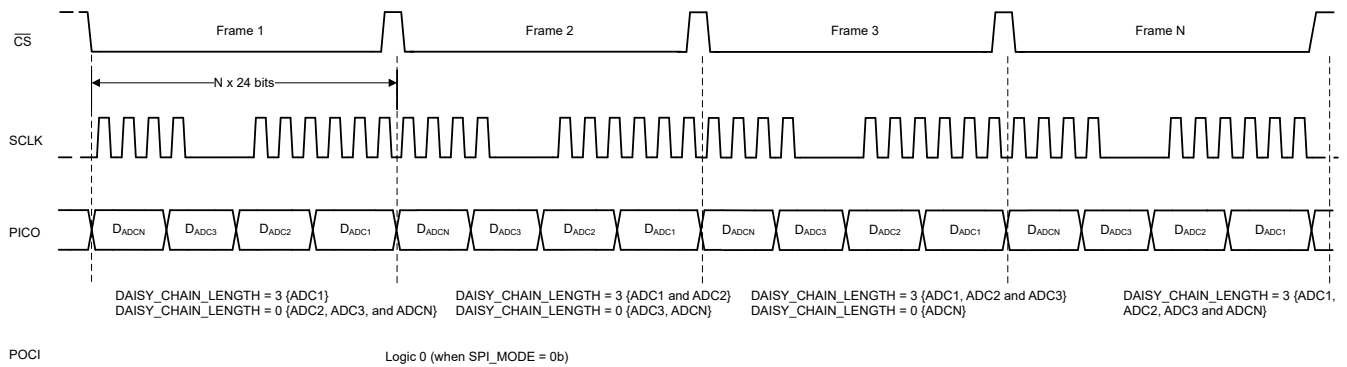 Frame 1 Frame 2 Frame 3 Frame N
CS
N x 24 bits
SCLK
PICO DADCN DADC3 DADC2 DADC1 DADCN DADC3 DADC2 DADC1 DADCN DADC3 DADC2 DADC1 DADCN DADC3 DADC2 DADC1
DAISY_CHAIN_LENGTH = 3 {ADC1}
DAISY_CHAIN_LENGTH = 0 {ADC2, ADC3, and ADCN}
DAISY_CHAIN_LENGTH = 3 {ADC1 and ADC2}
DAISY_CHAIN_LENGTH = 0 {ADC3, ADCN}
DAISY_CHAIN_LENGTH = 3 {ADC1, ADC2 and ADC3}
DAISY_CHAIN_LENGTH = 0 {ADCN}
DAISY_CHAIN_LENGTH = 3 {ADC1,
ADC2, ADC3 and ADCN}
POCI Logic 0 (when SPI_MODE = 0b)